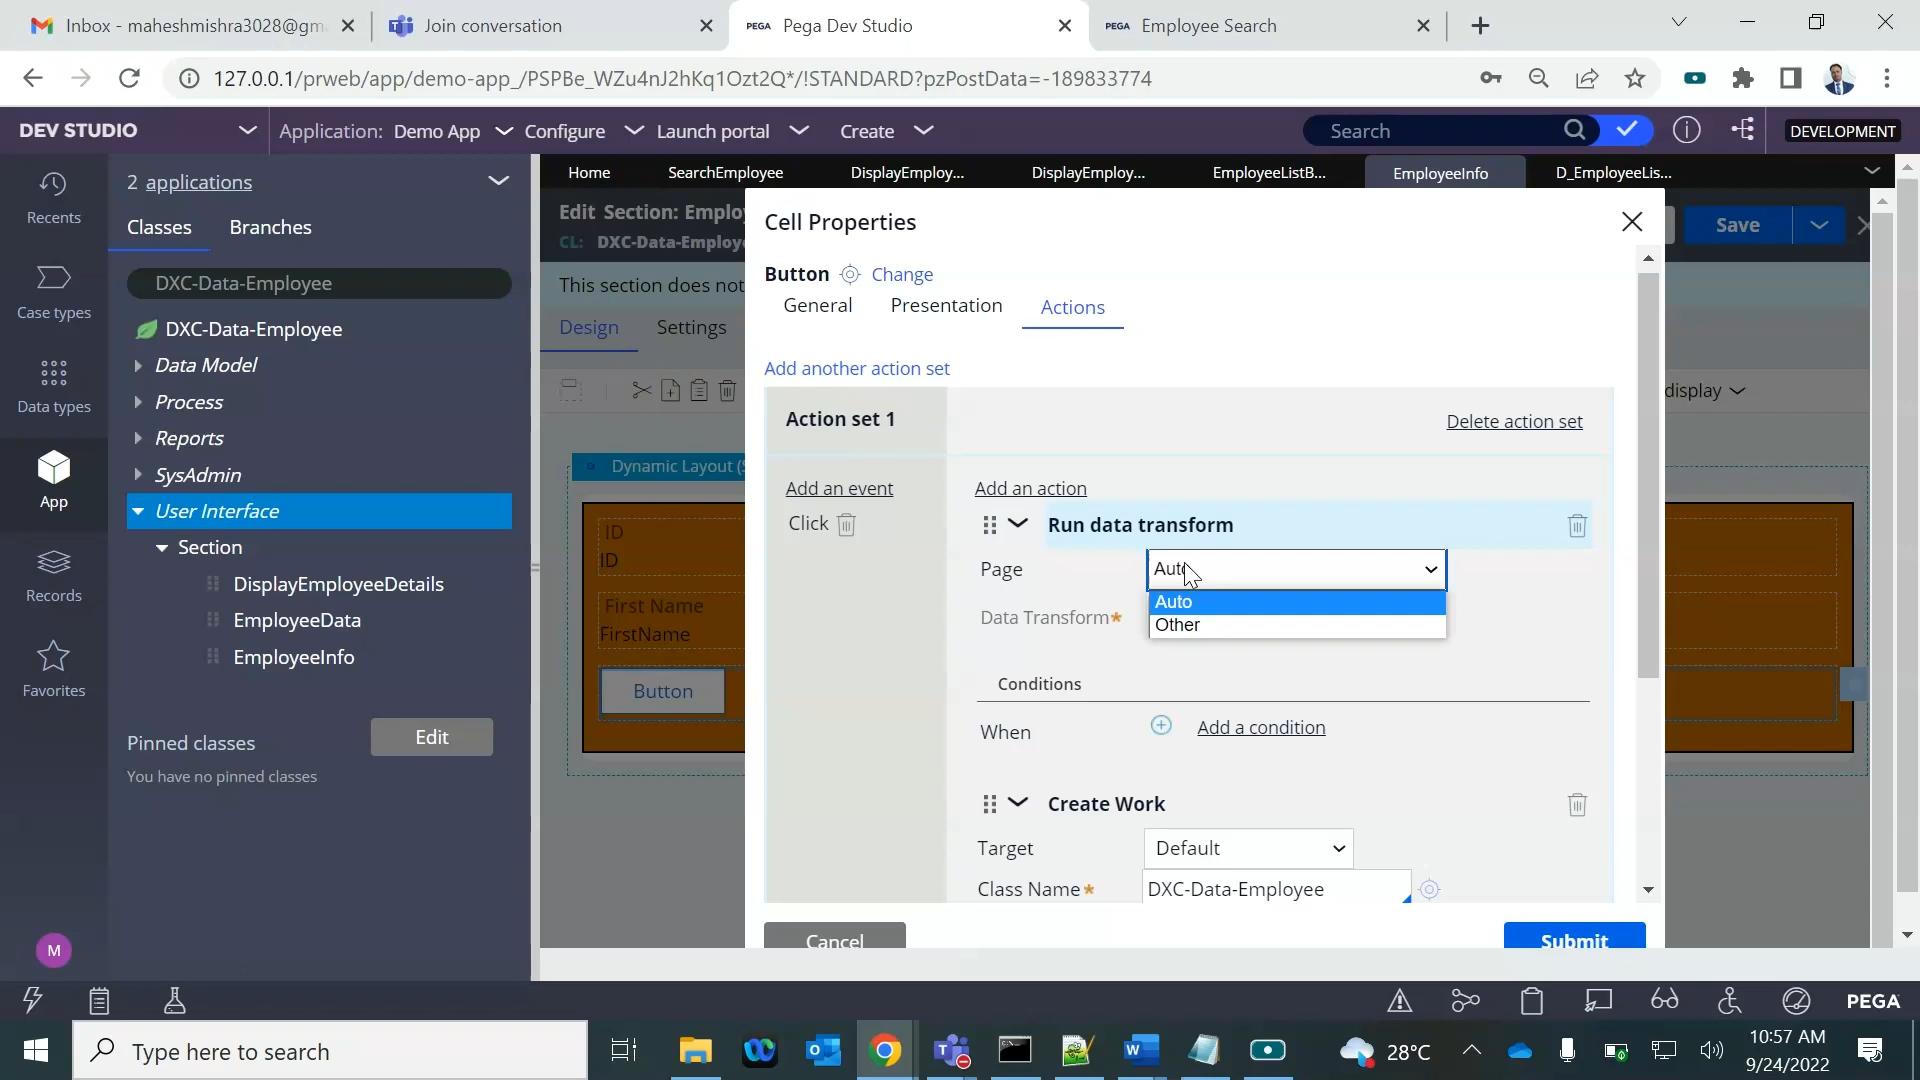 Inbox - maheshmishra3028@gm
Join conversation
PEGA Pega Dev Studio
PEGA Employee Search
127.0.0.1/prweb/app/demo-app_/PSPBe_WZu4nJ2hKq1Ozt2Q*/!STANDARD?pzPostData=-189833774
DEV STUDIO
Application: Demo App
Configure
Launch portal
Create
Search
DEVELOPMENT
Recents
Case types
Data types
App
Records
Favorites
M
2 applications
Classes
Branches
DXC-Data-Employee
DXC-Data-Employee
Data Model
Process
Reports
SysAdmin
User Interface
Section
DisplayEmployeeDetails
EmployeeData
EmployeeInfo
Pinned classes
Edit
You have no pinned classes
Home
SearchEmployee
DisplayEmploy...
DisplayEmploy...
EmployeeListB...
EmployeeInfo
D_EmployeeLis...
Edit Section: Emplo
CL: DXC-Data-Employe
Save
This section does not
Design
Settings
display
Dynamic Layout (S
ID
ID
First Name
FirstName
Button
Cell Properties
Button
Change
General
Presentation
Actions
Add another action set
Action set 1
Delete action set
Add an event
Add an action
Click
Run data transform
Page
Auto
Auto
Other
Data Transform*
Conditions
When
Add a condition
Create Work
Target
Default
Class Name*
DXC-Data-Employee
Cancel
Submit
PEGA
Type here to search
28°C
10:57 AM
9/24/2022